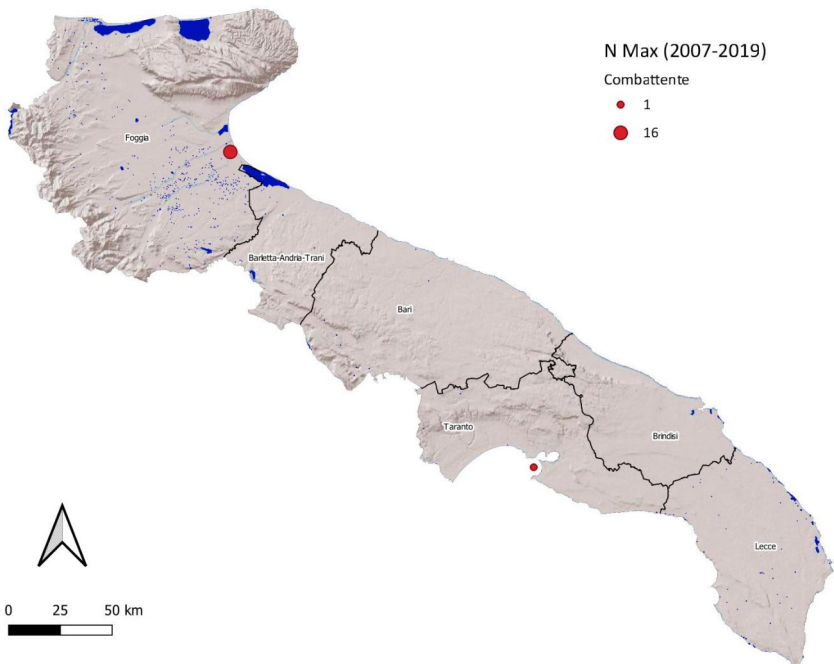 N Max (2007-2019)
Combattente
1
16
Foggia
Barletta-Andria-Trani
Bari
Taranto
Brindisi
Lecce
0 25 50 km